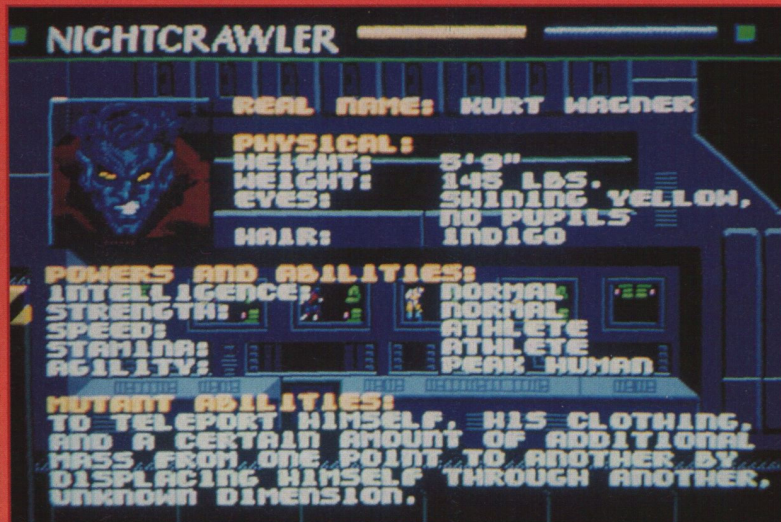 NIGHTCRAWLER
REAL NAME: KURT WAGNER
PHYSICAL:
HEIGHT: 5'9"
WEIGHT: 145 LBS.
EYES: SHINING YELLOW,
NO PUPILS
HAIR: INDIGO
POWERS AND ABILITIES:
INTELLIGENCE: NORMAL
STRENGTH: NORMAL
SPEED: ATHLETE
STAMINA: ATHLETE
AGILITY: PEAK HUMAN
MUTANT ABILITIES:
TO TELEPORT HIMSELF, HIS CLOTHING,
AND A CERTAIN AMOUNT OF ADDITIONAL
MASS FROM ONE POINT TO ANOTHER BY
DISPLACING HIMSELF THROUGH ANOTHER,
UNKNOWN DIMENSION.